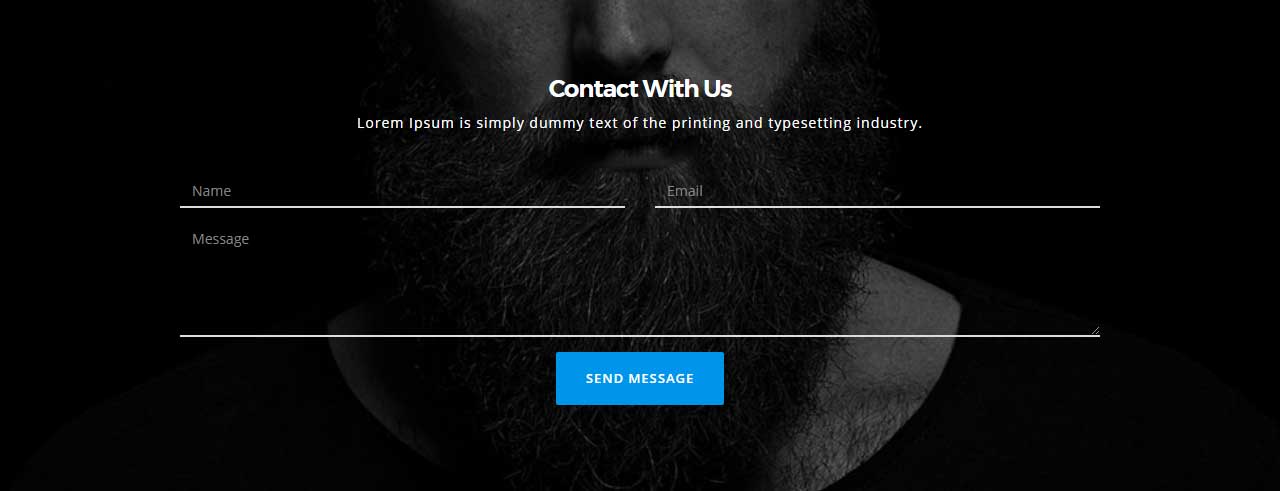 Contact With Us
Lorem Ipsum is simply dummy text of the printing and typesetting industry.
Name
Email
Message
SEND MESSAGE